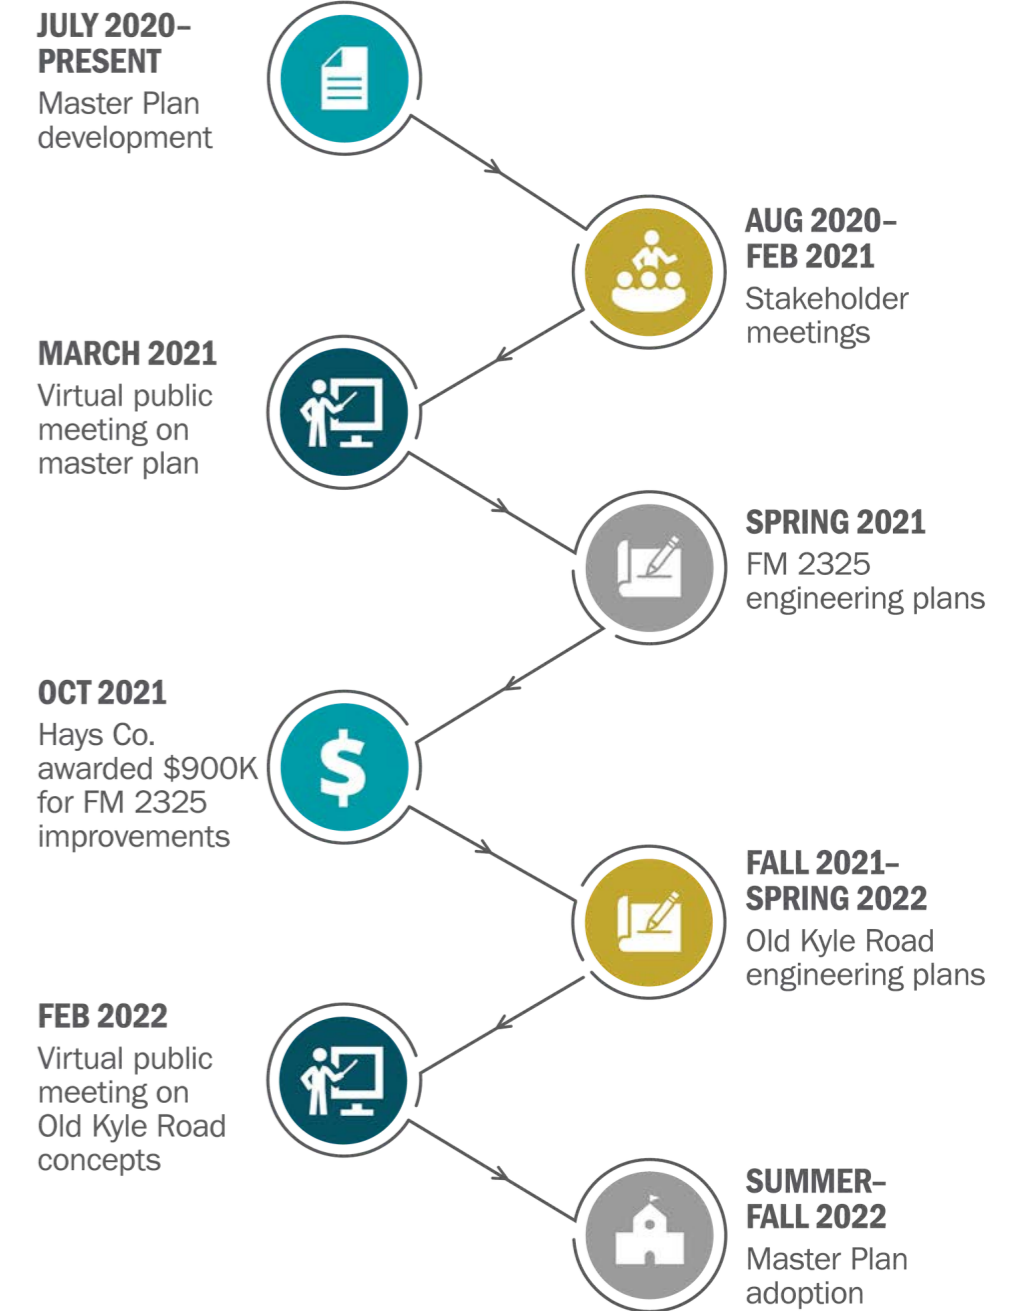 JULY 2020–
PRESENT
Master Plan
development
AUG 2020–
FEB 2021
Stakeholder
meetings
MARCH 2021
Virtual public
meeting on
master plan
SPRING 2021
FM 2325
engineering plans
OCT 2021
Hays Co.
awarded $900K
for FM 2325
improvements
$
FALL 2021–
SPRING 2022
Old Kyle Road
engineering plans
FEB 2022
Virtual public
meeting on
Old Kyle Road
concepts
SUMMER–
FALL 2022
Master Plan
adoption